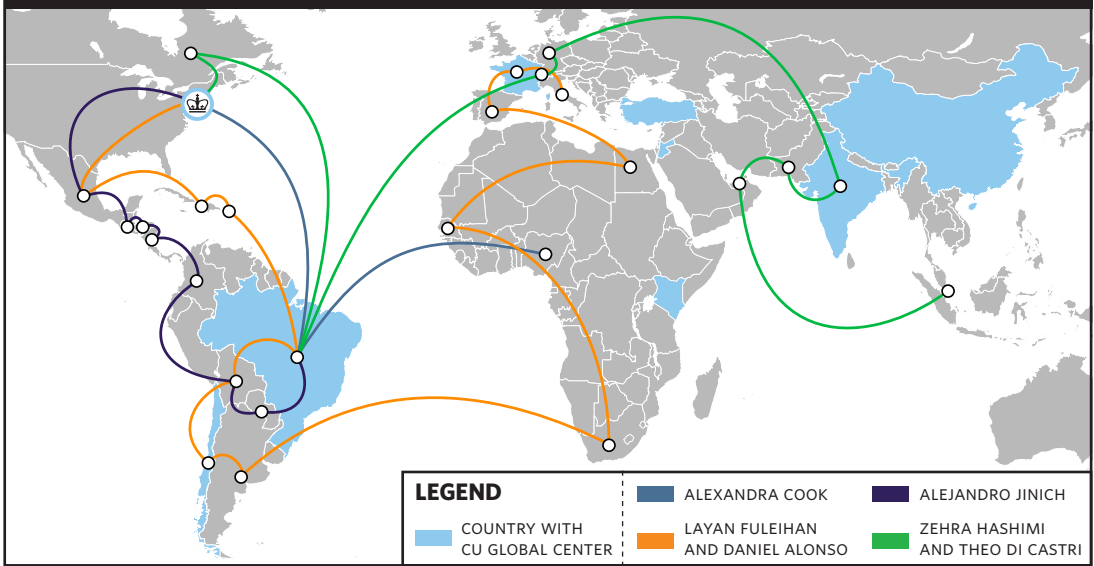 LEGEND
COUNTRY WITH
CU GLOBAL CENTER
ALEXANDRA COOK
LAYAN FULEIHAN
AND DANIEL ALONSO
ALEJANDRO JINICH
ZEHRA HASHIMI
AND THEO DI CASTRI